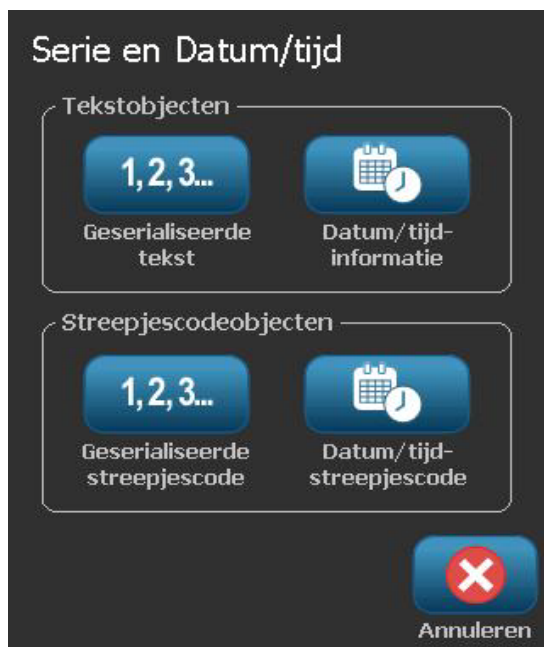 Serie en Datum/tijd
Tekstobjecten
1, 2, 3...
Geserialiseerde
tekst
Datum/tijd-
informatie
Streepjescodeobjecten
1, 2, 3...
Geserialiseerde
streepjescode
Datum/tijd-
streepjescode
Annuleren